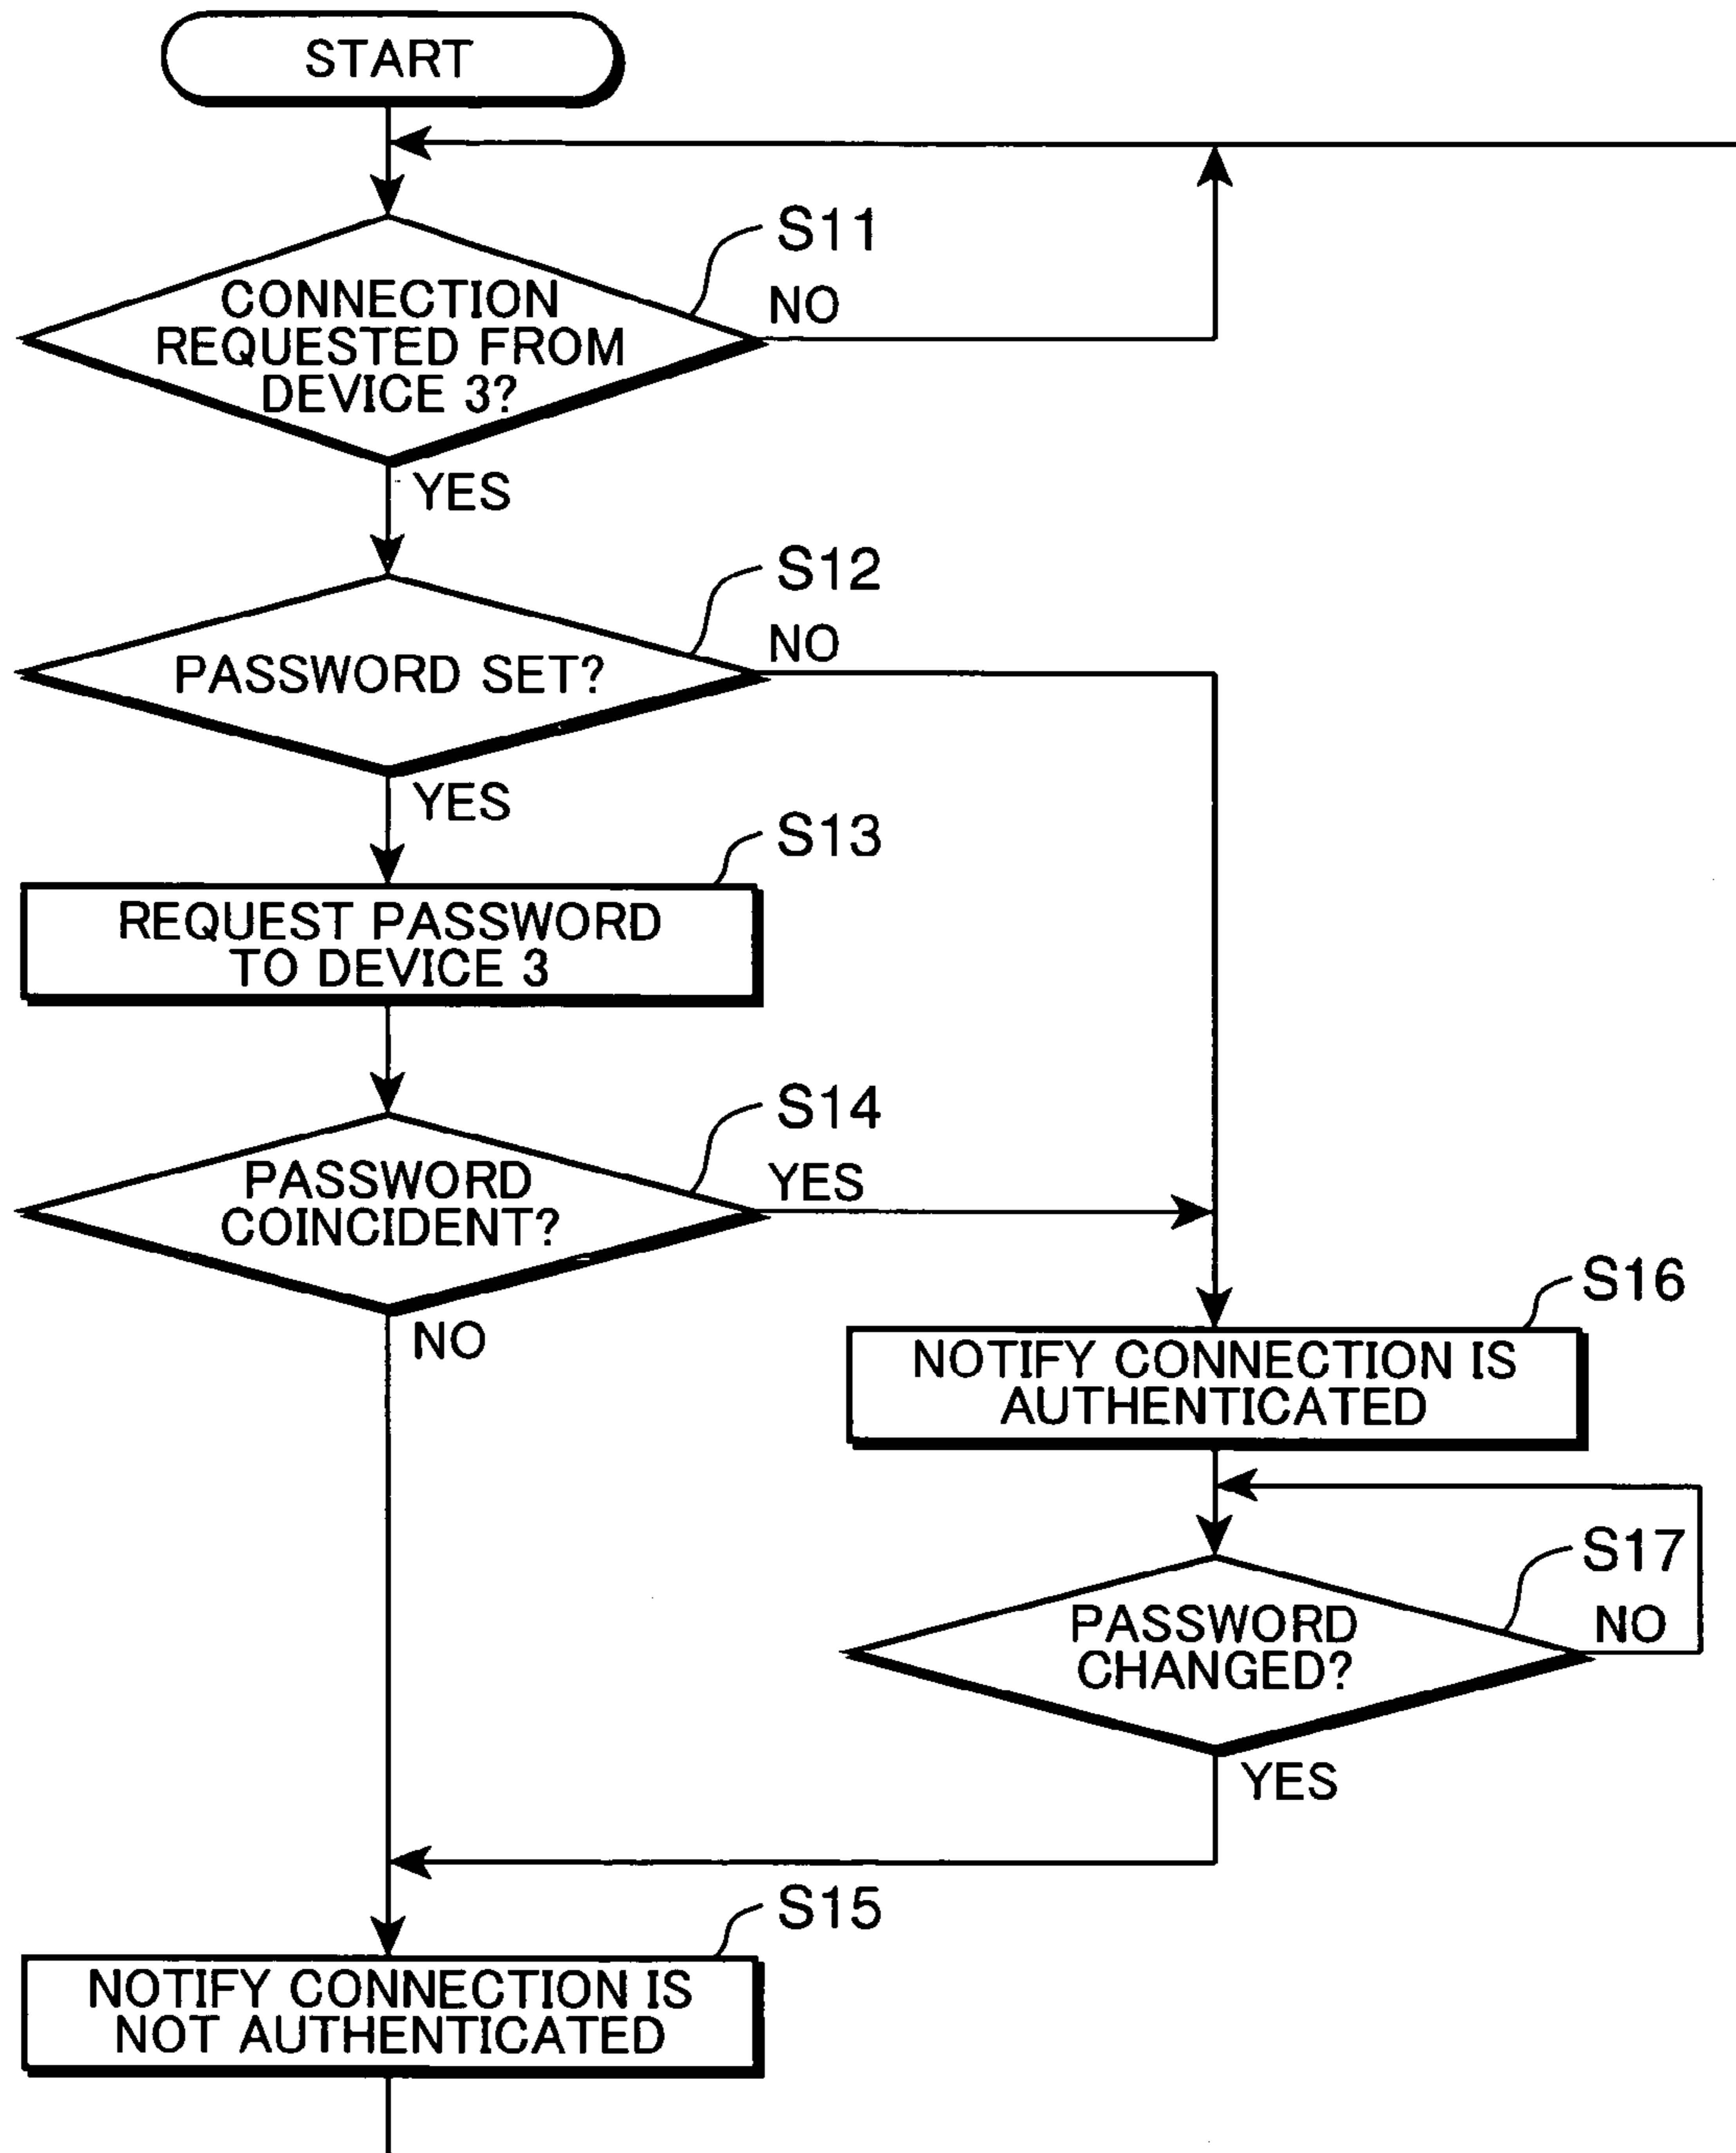 START
S11
CONNECTION
REQUESTED FROM
DEVICE 3?
NO
YES
S12
NO
PASSWORD SET?
YES
S13
REQUEST PASSWORD
TO DEVICE 3
S14
PASSWORD
COINCIDENT?
YES
NO
S16
NOTIFY CONNECTION IS
AUTHENTICATED
S17
PASSWORD
CHANGED?
NO
YES
S15
NOTIFY CONNECTION IS
NOT AUTHENTICATED